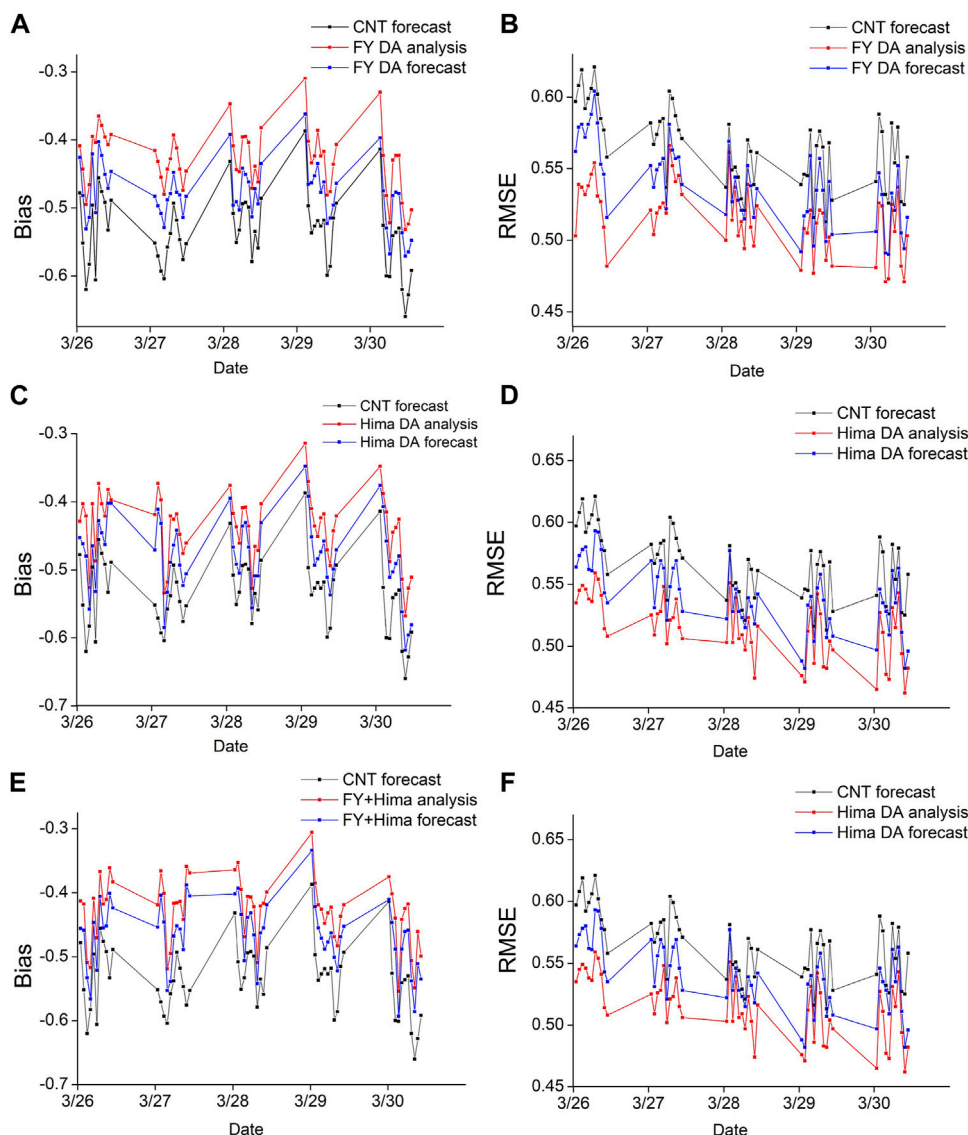 A
CNT forecast
FY DA analysis
FY DA forecast
-0.3
-0.4
-0.5
-0.6
Bias
3/26
3/27
3/28
3/29
3/30
Date
B
CNT forecast
FY DA analysis
FY DA forecast
0.60
0.55
0.50
0.45
RMSE
3/26
3/27
3/28
3/29
3/30
Date
C
CNT forecast
Hima DA analysis
Hima DA forecast
-0.3
-0.4
-0.5
-0.6
-0.7
Bias
3/26
3/27
3/28
3/29
3/30
Date
D
CNT forecast
Hima DA analysis
Hima DA forecast
0.65
0.60
0.55
0.50
0.45
RMSE
3/26
3/27
3/28
3/29
3/30
Date
E
CNT forecast
FY+Hima analysis
FY+Hima forecast
-0.3
-0.4
-0.5
-0.6
-0.7
Bias
3/26
3/27
3/28
3/29
3/30
Date
F
CNT forecast
Hima DA analysis
Hima DA forecast
0.65
0.60
0.55
0.50
0.45
RMSE
3/26
3/27
3/28
3/29
3/30
Date